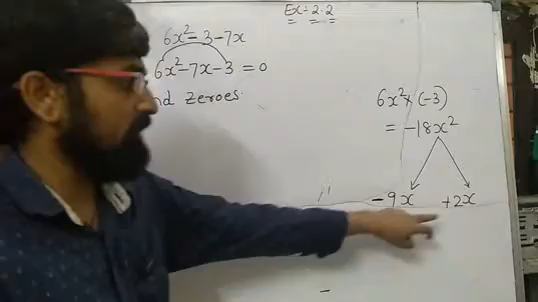 Ex-2.2
6x²-3-7x
6x²-7x-3=0
nd zeroes.
6x²×(-3)
= -18x²
-9x +2x